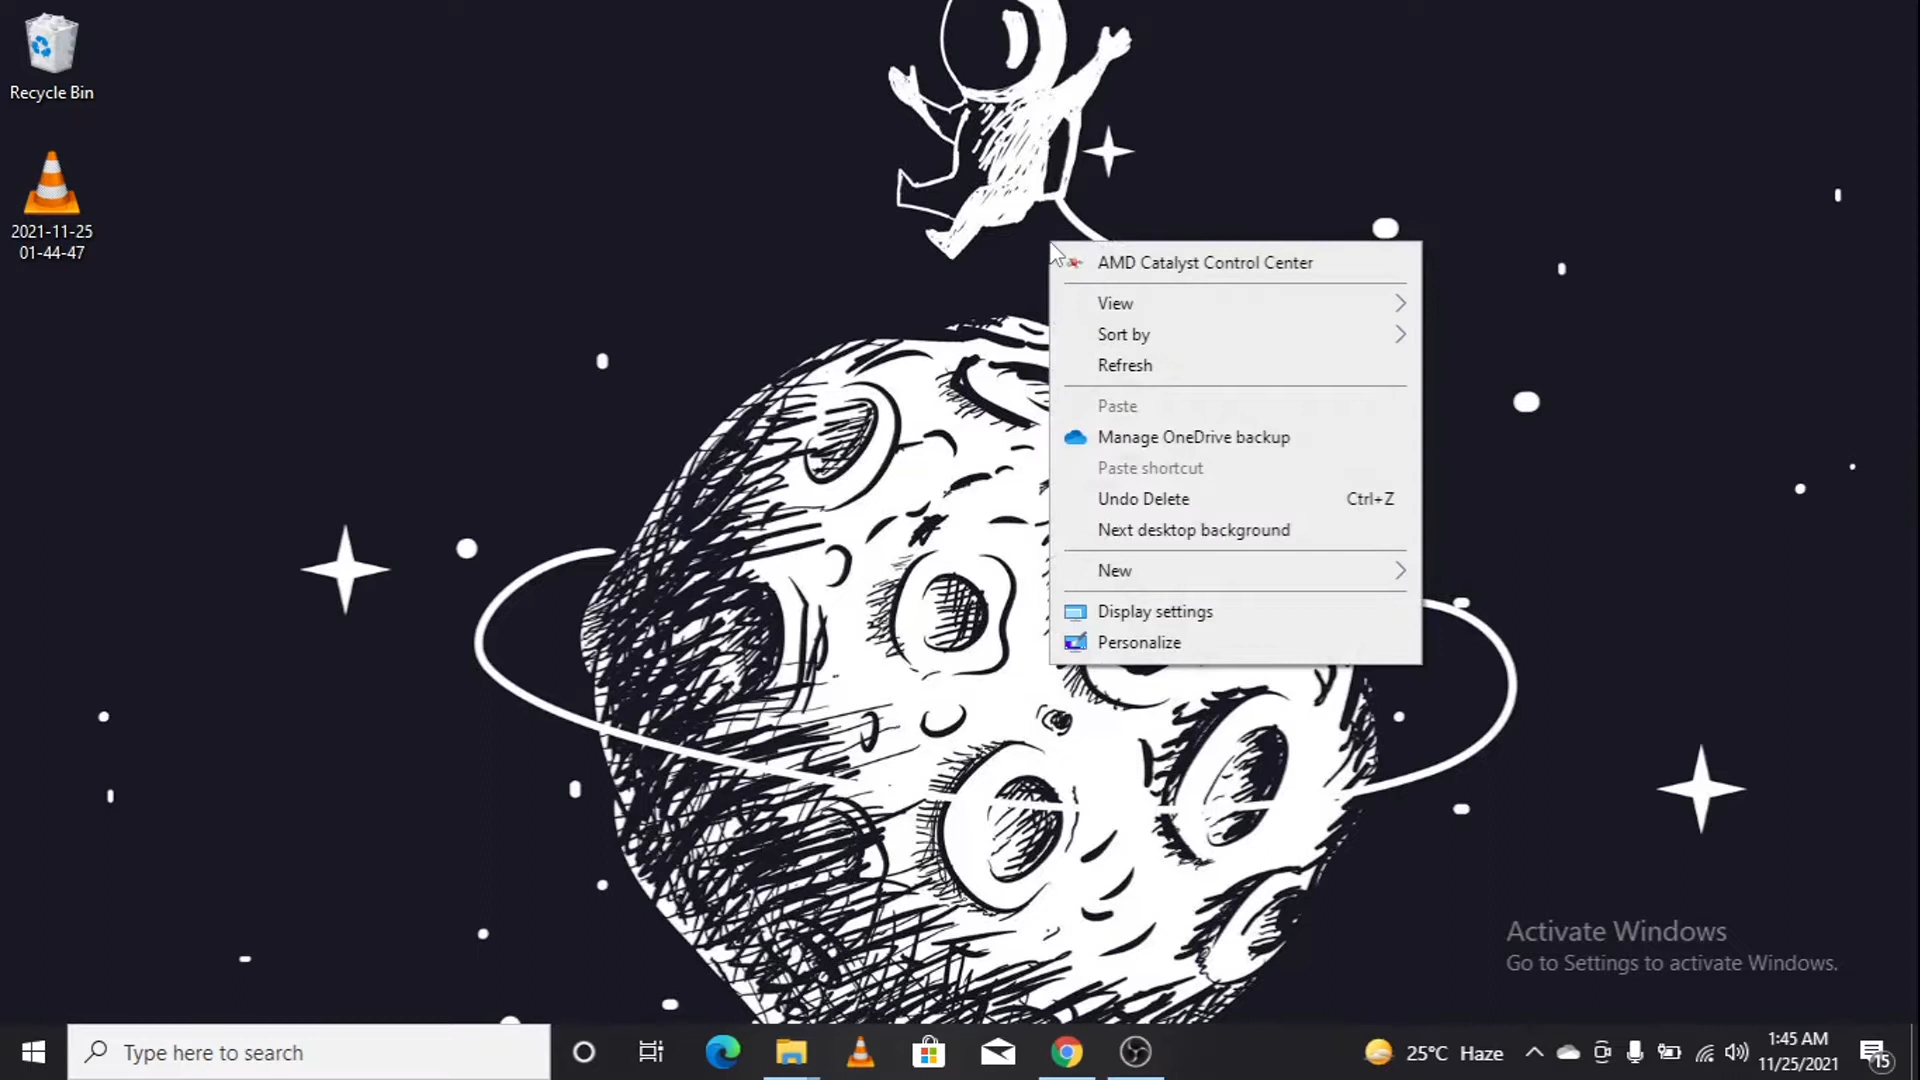 Recycle Bin
2021-11-25
01-44-47
AMD Catalyst Control Center
View
Sort by
Refresh
Paste
Manage OneDrive backup
Paste shortcut
Undo Delete Ctrl+Z
Next desktop background
New
Display settings
Personalize
Activate Windows
Go to Settings to activate Windows.
Type here to search
25°C Haze
1:45 AM
11/25/2021
15